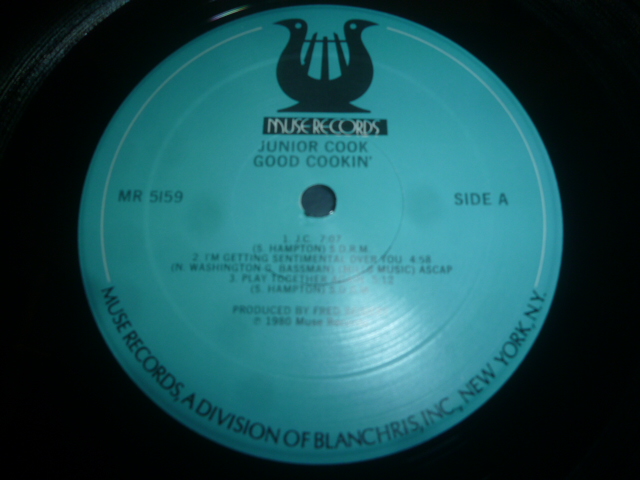 MUSE RECORDS
JUNIOR COOK
GOOD COOKIN'
MR 5159
SIDE A
1. J.C. 7:07
(S. HAMPTON) S.D.R.M.
2. I'M GETTING SENTIMENTAL OVER YOU 4:58
(N. WASHINGTON-G. BASSMAN) MUSIC) ASCAP
3. PLAY TOGETHER
(S. HAMPTON)
PRODUCED BY FRED
℗ 1980 Muse
MUSE RECORDS, A DIVISION OF BLANCHRIS, INC., NEW YORK, N.Y.